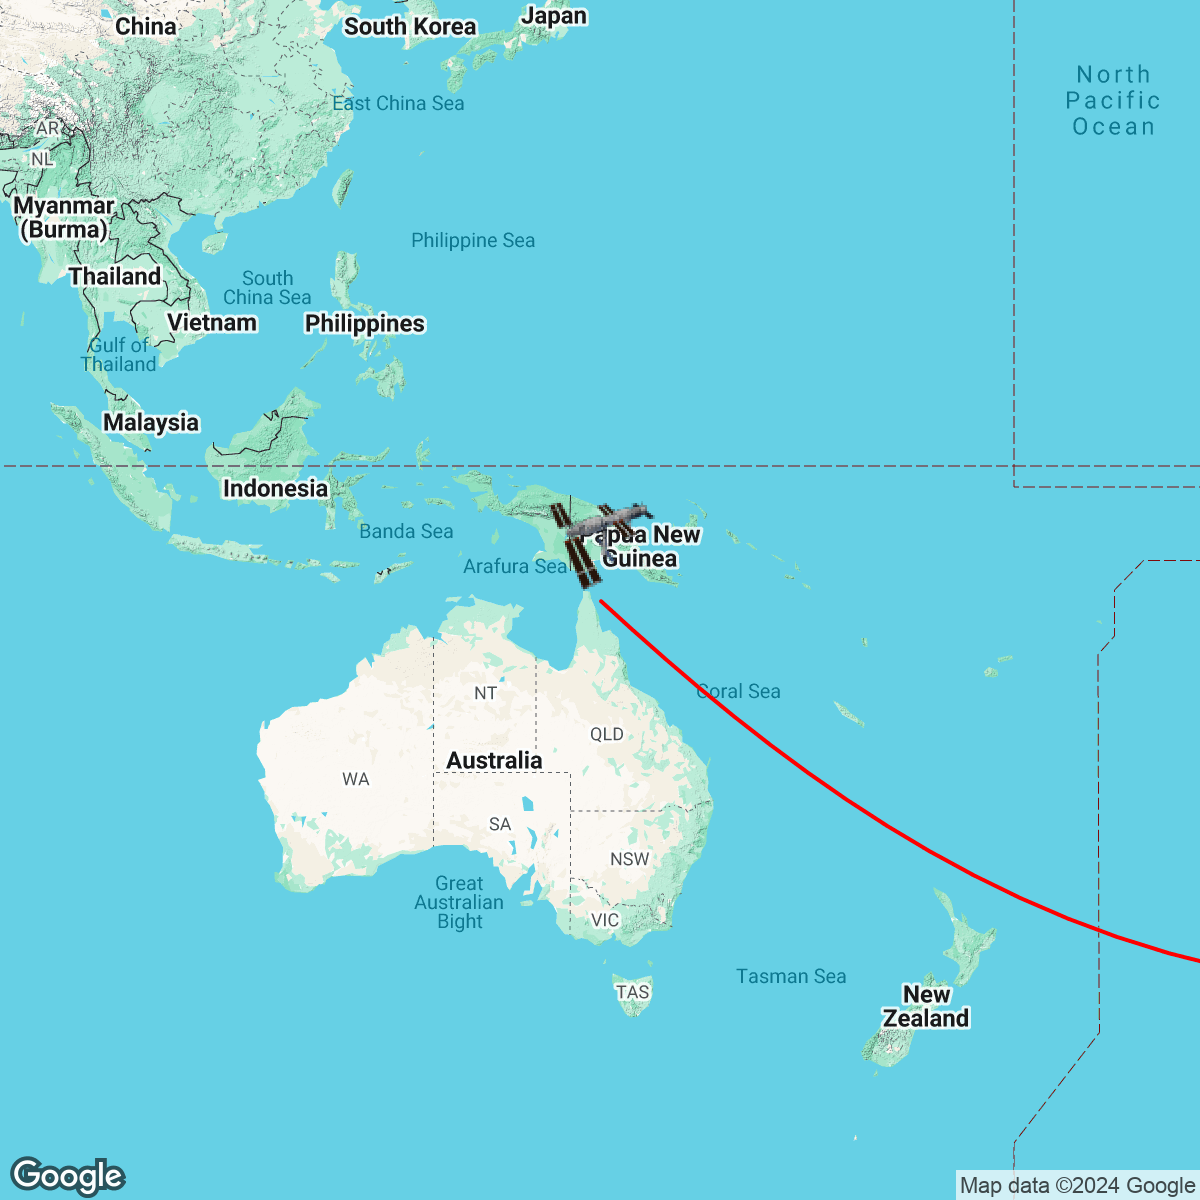 China
South Korea
Japan
North
Pacific
Ocean
East China Sea
AR
NL
Myanmar
(Burma)
Philippine Sea
Thailand
South
China Sea
Vietnam
Philippines
Gulf of
Thailand
Malaysia
Indonesia
Banda Sea
Papua New
Guinea
Arafura Sea
NT
Coral Sea
QLD
Australia
WA
SA
NSW
Great
Australian
Bight
VIC
Tasman Sea
TAS
New
Zealand
Google
Map data ©2024 Google